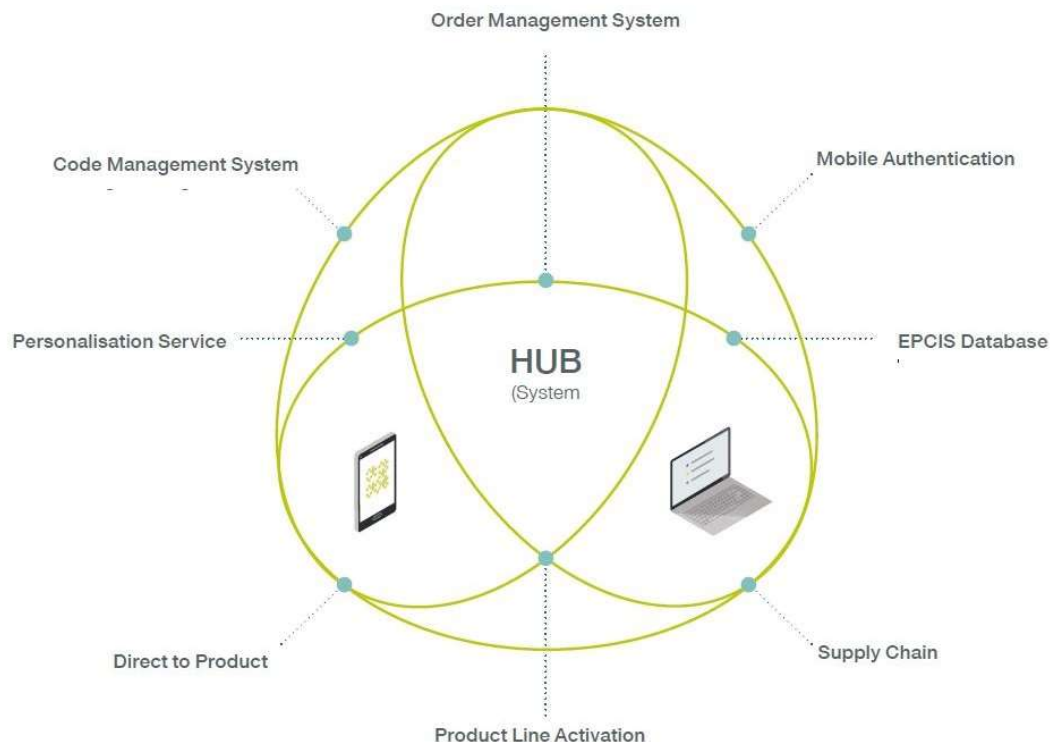 Order Management System
Code Management System
Mobile Authentication
Personalisation Service
EPCIS Database
HUB
(System
Direct to Product
Supply Chain
Product Line Activation